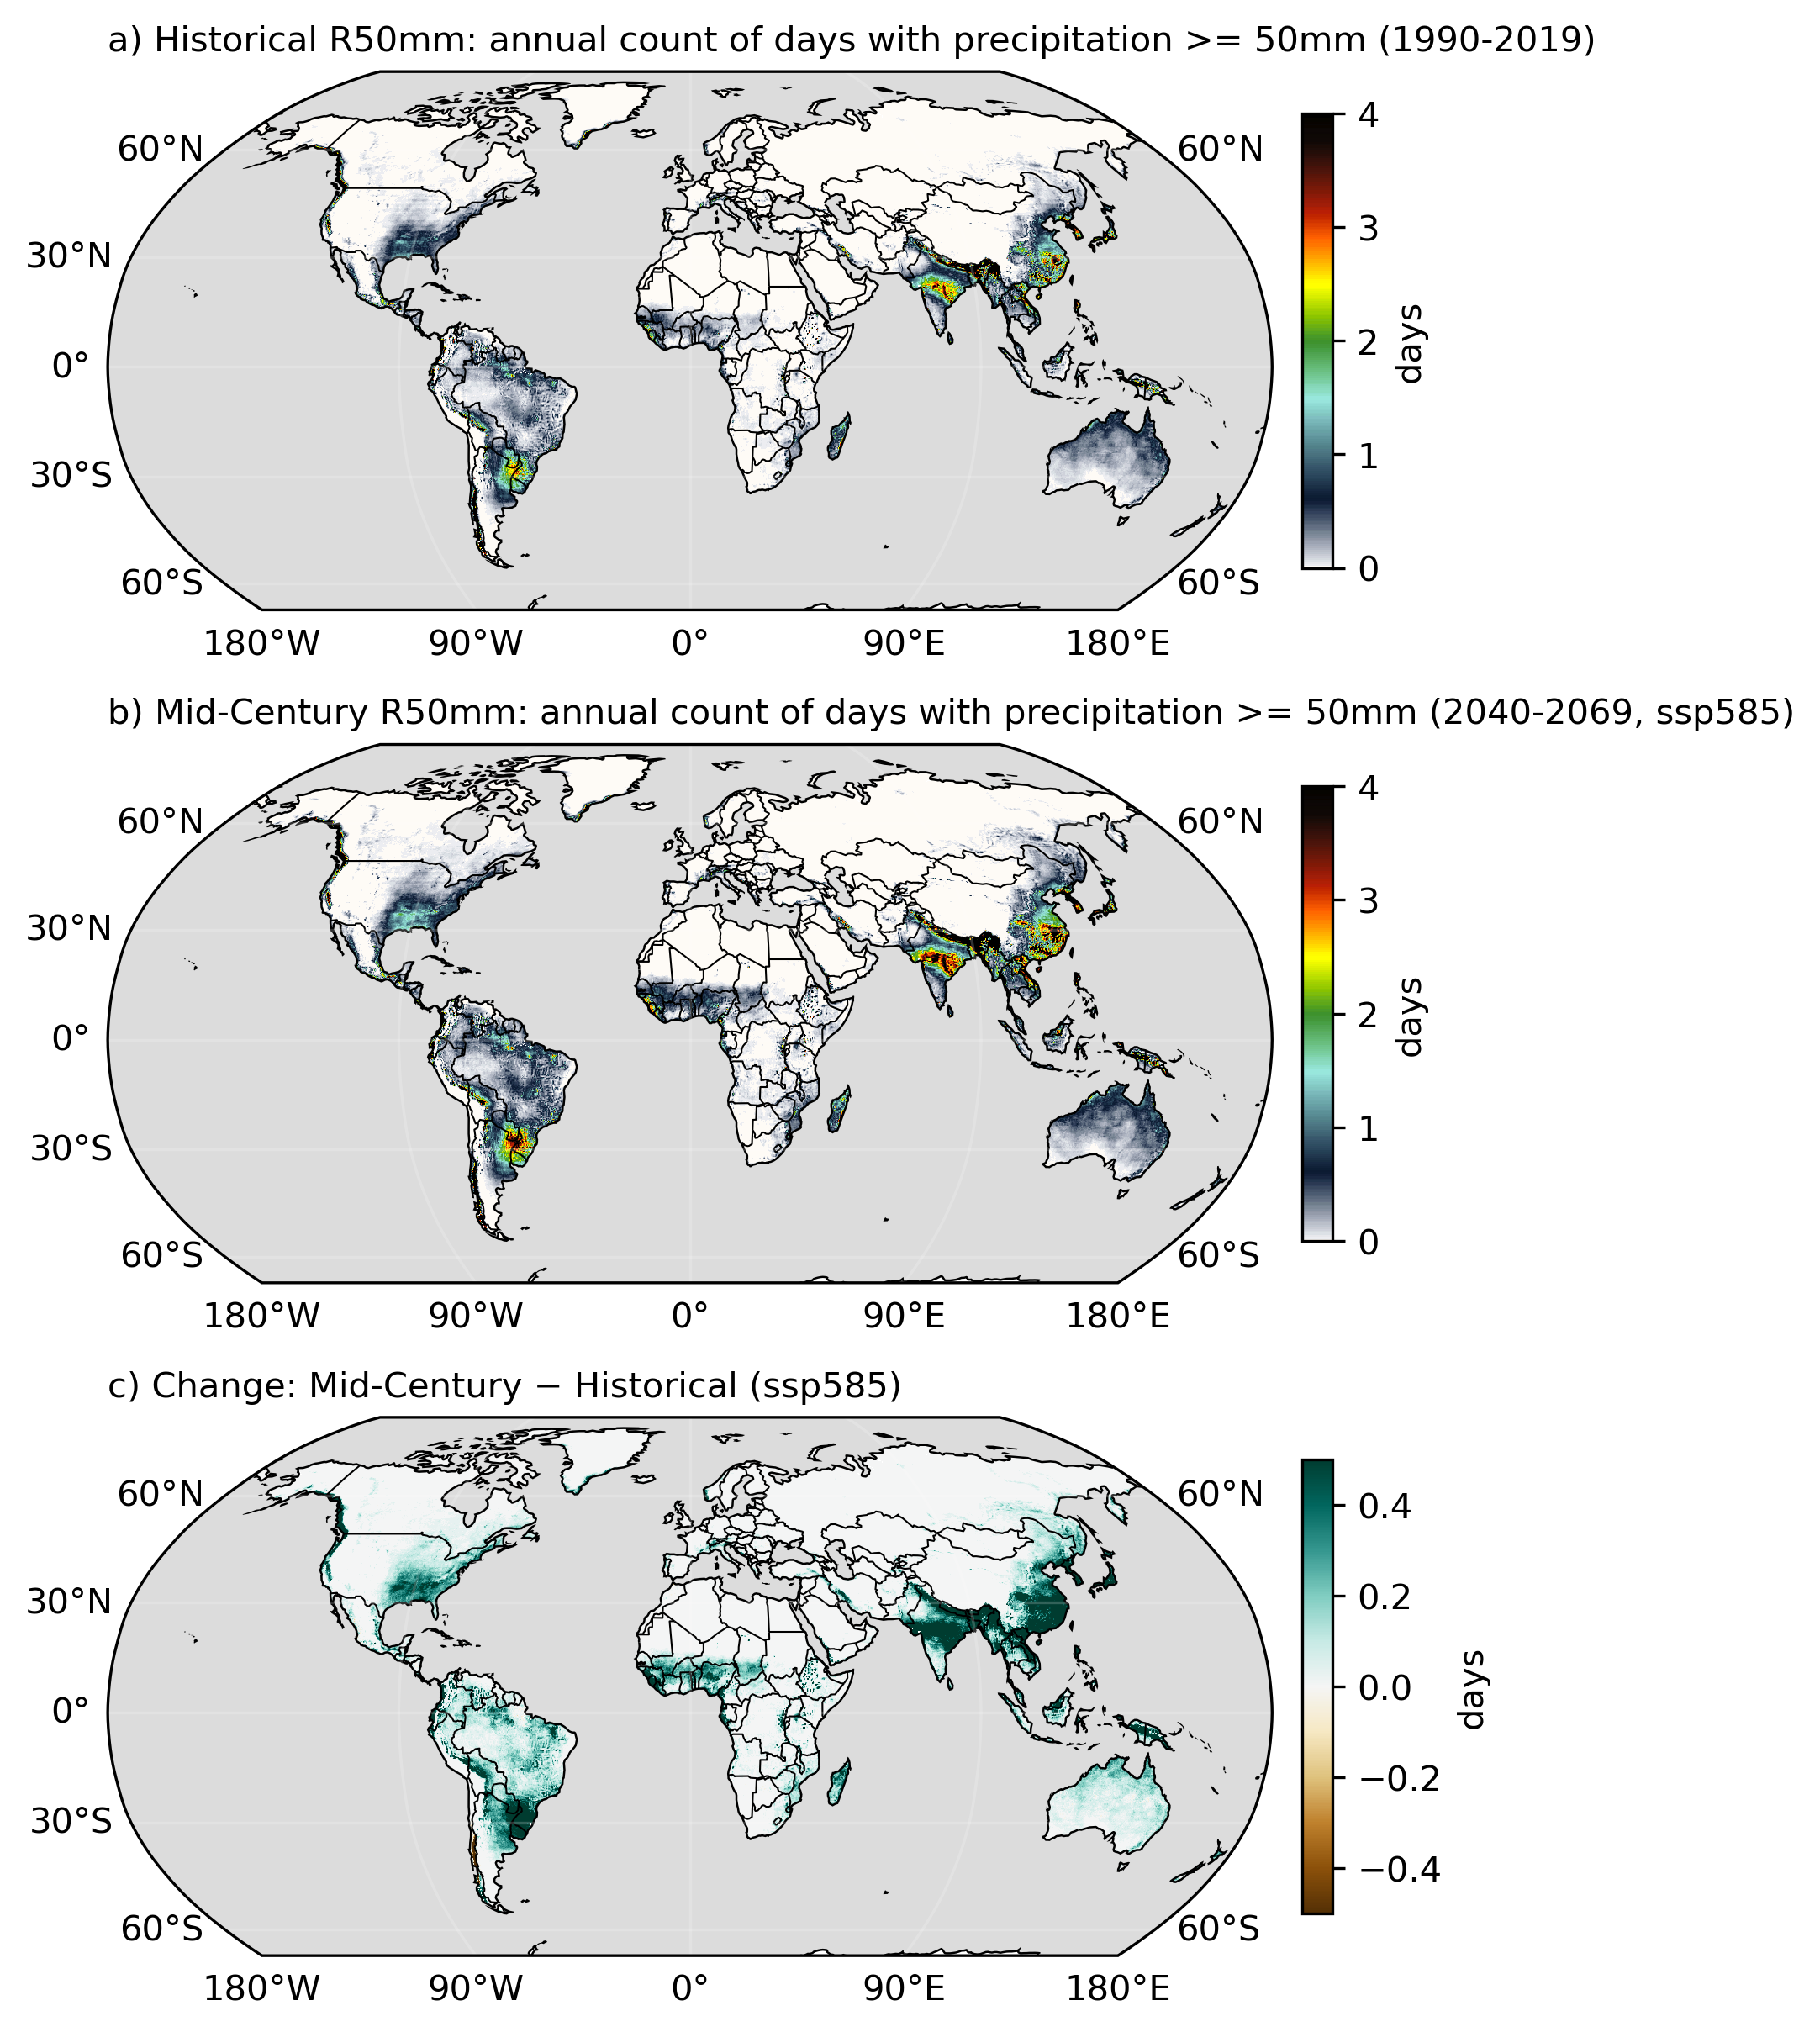 a) Historical R50mm: annual count of days with precipitation >= 50mm (1990-2019)
60°N 60°N
30°N
0°
30°S
60°S 60°S
180°W 90°W 0° 90°E 180°E
4
3
2
1
0
days
b) Mid-Century R50mm: annual count of days with precipitation >= 50mm (2040-2069, ssp585)
60°N 60°N
30°N
0°
30°S
60°S 60°S
180°W 90°W 0° 90°E 180°E
4
3
2
1
0
days
c) Change: Mid-Century − Historical (ssp585)
60°N 60°N
30°N
0°
30°S
60°S 60°S
180°W 90°W 0° 90°E 180°E
0.4
0.2
0.0
−0.2
−0.4
days